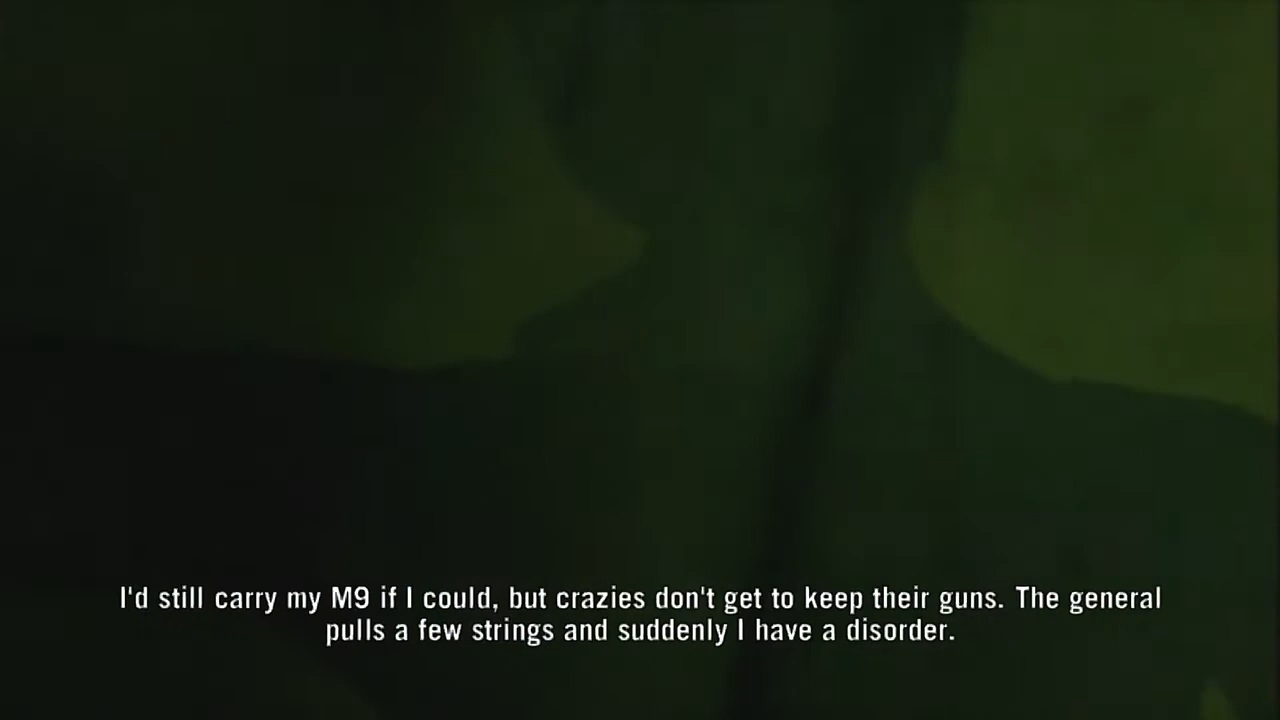 I'd still carry my M9 if I could, but crazies don't get to keep their guns. The general
pulls a few strings and suddenly I have a disorder.